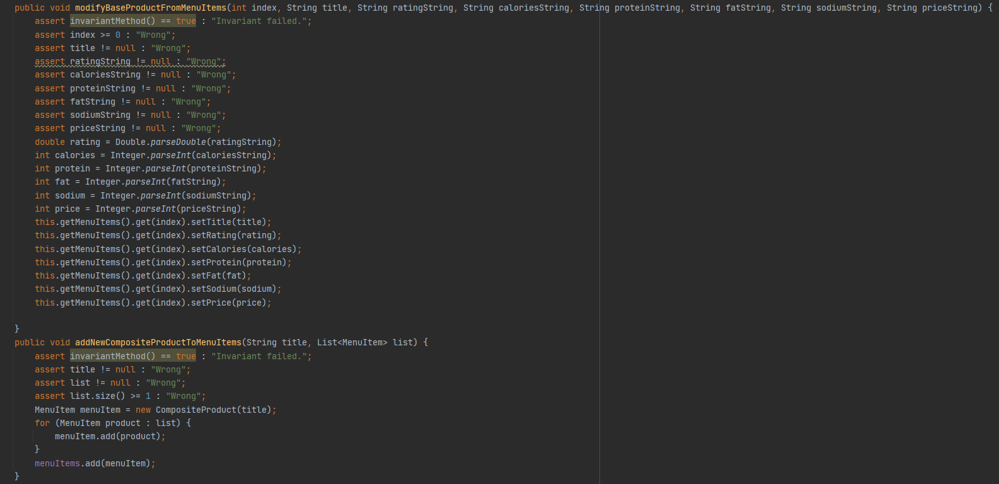 public void modifyBaseProductFromMenuItems(int index, String title, String ratingString, String caloriesString, String proteinString, String fatString, String sodiumString, String priceString) {
    assert invariantMethod() == true : "Invariant failed.";
    assert index >= 0 : "Wrong";
    assert title != null : "Wrong";
    assert ratingString != null : "Wrong";
    assert caloriesString != null : "Wrong";
    assert proteinString != null : "Wrong";
    assert fatString != null : "Wrong";
    assert sodiumString != null : "Wrong";
    assert priceString != null : "Wrong";
    double rating = Double.parseDouble(ratingString);
    int calories = Integer.parseInt(caloriesString);
    int protein = Integer.parseInt(proteinString);
    int fat = Integer.parseInt(fatString);
    int sodium = Integer.parseInt(sodiumString);
    int price = Integer.parseInt(priceString);
    this.getMenuItems().get(index).setTitle(title);
    this.getMenuItems().get(index).setRating(rating);
    this.getMenuItems().get(index).setCalories(calories);
    this.getMenuItems().get(index).setProtein(protein);
    this.getMenuItems().get(index).setFat(fat);
    this.getMenuItems().get(index).setSodium(sodium);
    this.getMenuItems().get(index).setPrice(price);

}
public void addNewCompositeProductToMenuItems(String title, List<MenuItem> list) {
    assert invariantMethod() == true : "Invariant failed.";
    assert title != null : "Wrong";
    assert list != null : "Wrong";
    assert list.size() >= 1 : "Wrong";
    MenuItem menuItem = new CompositeProduct(title);
    for (MenuItem product : list) {
        menuItem.add(product);
    }
    menuItems.add(menuItem);
}